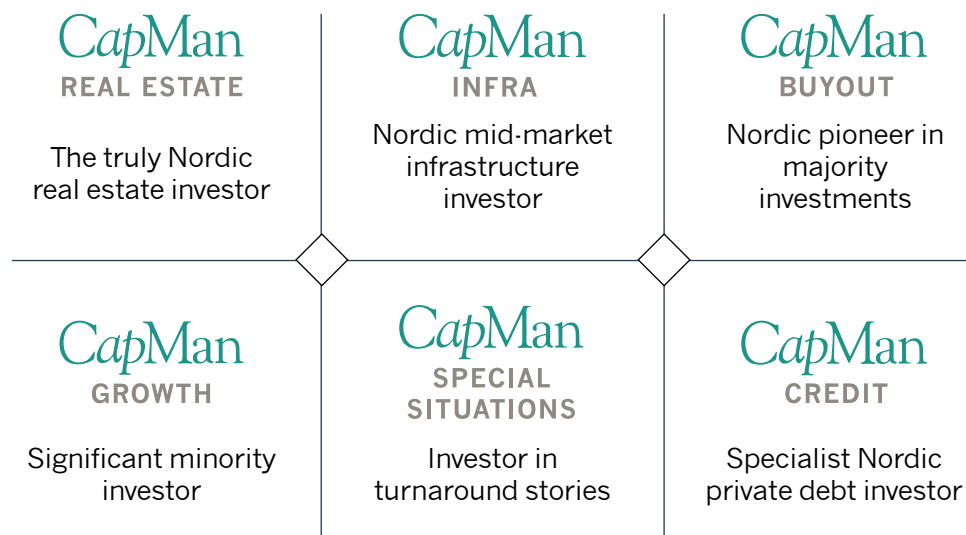 CapMan
REAL ESTATE
The truly Nordic
real estate investor
CapMan
INFRA
Nordic mid-market
infrastructure
investor
CapMan
BUYOUT
Nordic pioneer in
majority
investments
CapMan
GROWTH
Significant minority
investor
CapMan
SPECIAL
SITUATIONS
Investor in
turnaround stories
CapMan
CREDIT
Specialist Nordic
private debt investor